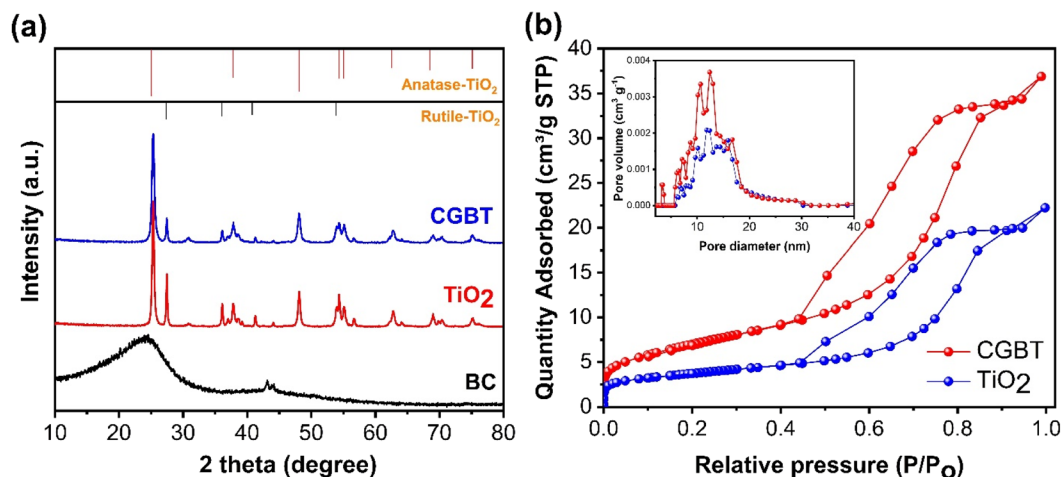 (a)
Anatase-TiO2
Rutile-TiO2
CGBT
TiO2
BC
Intensity (a.u.)
10 20 30 40 50 60 70 80
2 theta (degree)
(b)
40
35
30
25
20
15
10
5
0
Quantity Adsorbed (cm³/g STP)
0.004
0.003
0.002
0.001
0.000
Pore volume (cm³ g⁻¹)
10 20 30 40
Pore diameter (nm)
CGBT
TiO2
0.0 0.2 0.4 0.6 0.8 1.0
Relative pressure (P/PO)